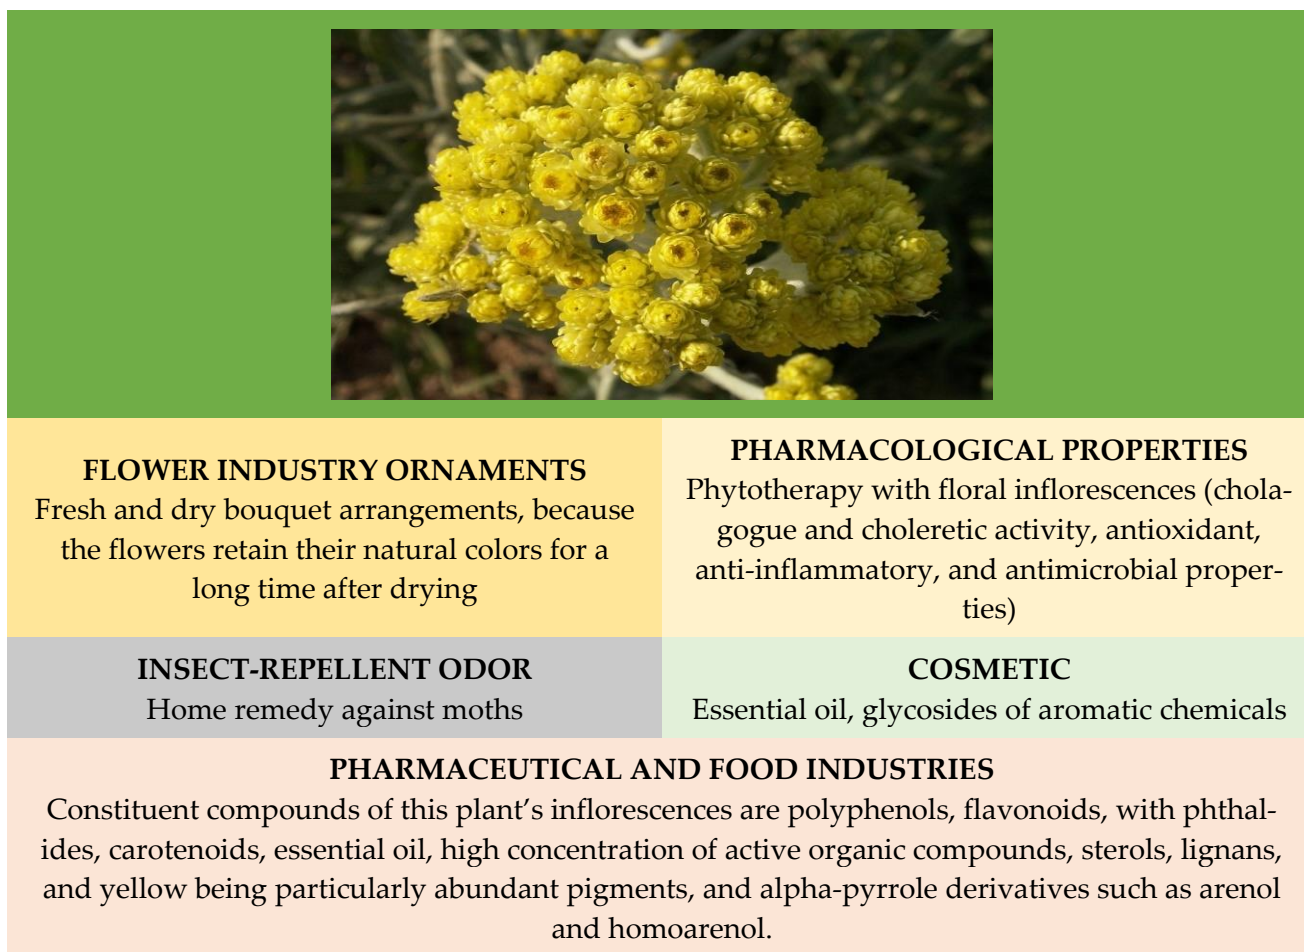 FLOWER INDUSTRY ORNAMENTS
Fresh and dry bouquet arrangements, because
the flowers retain their natural colors for a
long time after drying
PHARMACOLOGICAL PROPERTIES
Phytotherapy with floral inflorescences (chola-
gogue and choleretic activity, antioxidant,
anti-inflammatory, and antimicrobial proper-
ties)
INSECT-REPELLENT ODOR
Home remedy against moths
COSMETIC
Essential oil, glycosides of aromatic chemicals
PHARMACEUTICAL AND FOOD INDUSTRIES
Constituent compounds of this plant’s inflorescences are polyphenols, flavonoids, with phthal-
ides, carotenoids, essential oil, high concentration of active organic compounds, sterols, lignans,
and yellow being particularly abundant pigments, and alpha-pyrrole derivatives such as arenol
and homoarenol.